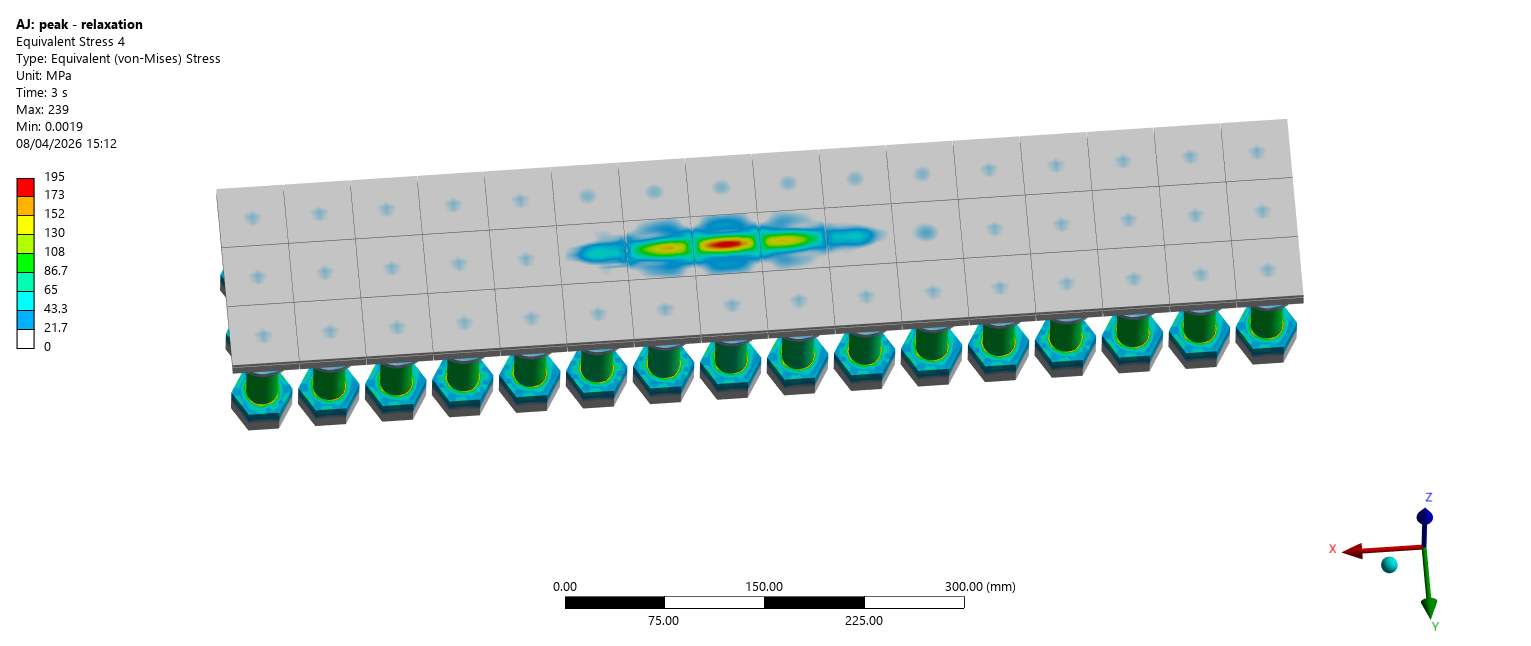 AJ: peak - relaxation
Equivalent Stress 4
Type: Equivalent (von-Mises) Stress
Unit: MPa
Time: 3 s
Max: 239
Min: 0.0019
08/04/2026 15:12
195
173
152
130
108
86.7
65
43.3
21.7
0
Z
X
Y
0.00 150.00 300.00 (mm)
75.00 225.00